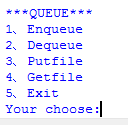 ***QUEUE***
1、Enqueue
2、Dequeue
3、Putfile
4、Getfile
5、Exit
Your choose: